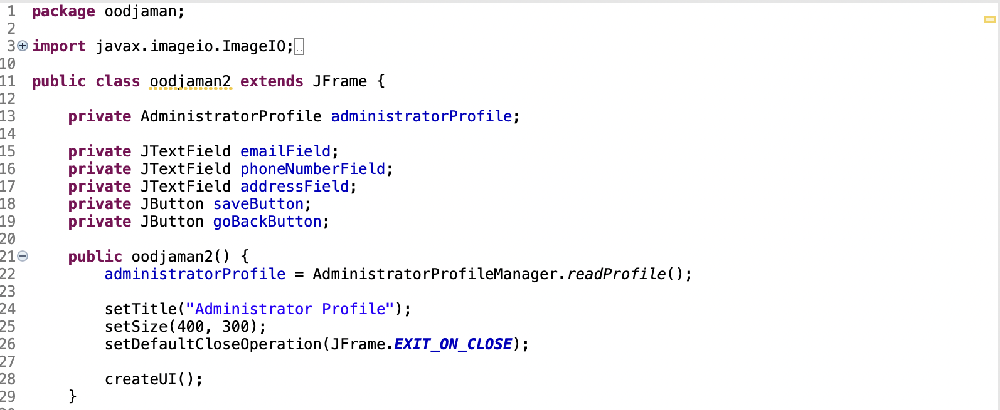 1 package oodjaman;
2
3 import javax.imageio.ImageIO;
10
11 public class oodjaman2 extends JFrame {
12
13     private AdministratorProfile administratorProfile;
14
15     private JTextField emailField;
16     private JTextField phoneNumberField;
17     private JTextField addressField;
18     private JButton saveButton;
19     private JButton goBackButton;
20
21     public oodjaman2() {
22         administratorProfile = AdministratorProfileManager.readProfile();
23
24         setTitle("Administrator Profile");
25         setSize(400, 300);
26         setDefaultCloseOperation(JFrame.EXIT_ON_CLOSE);
27
28         createUI();
29     }